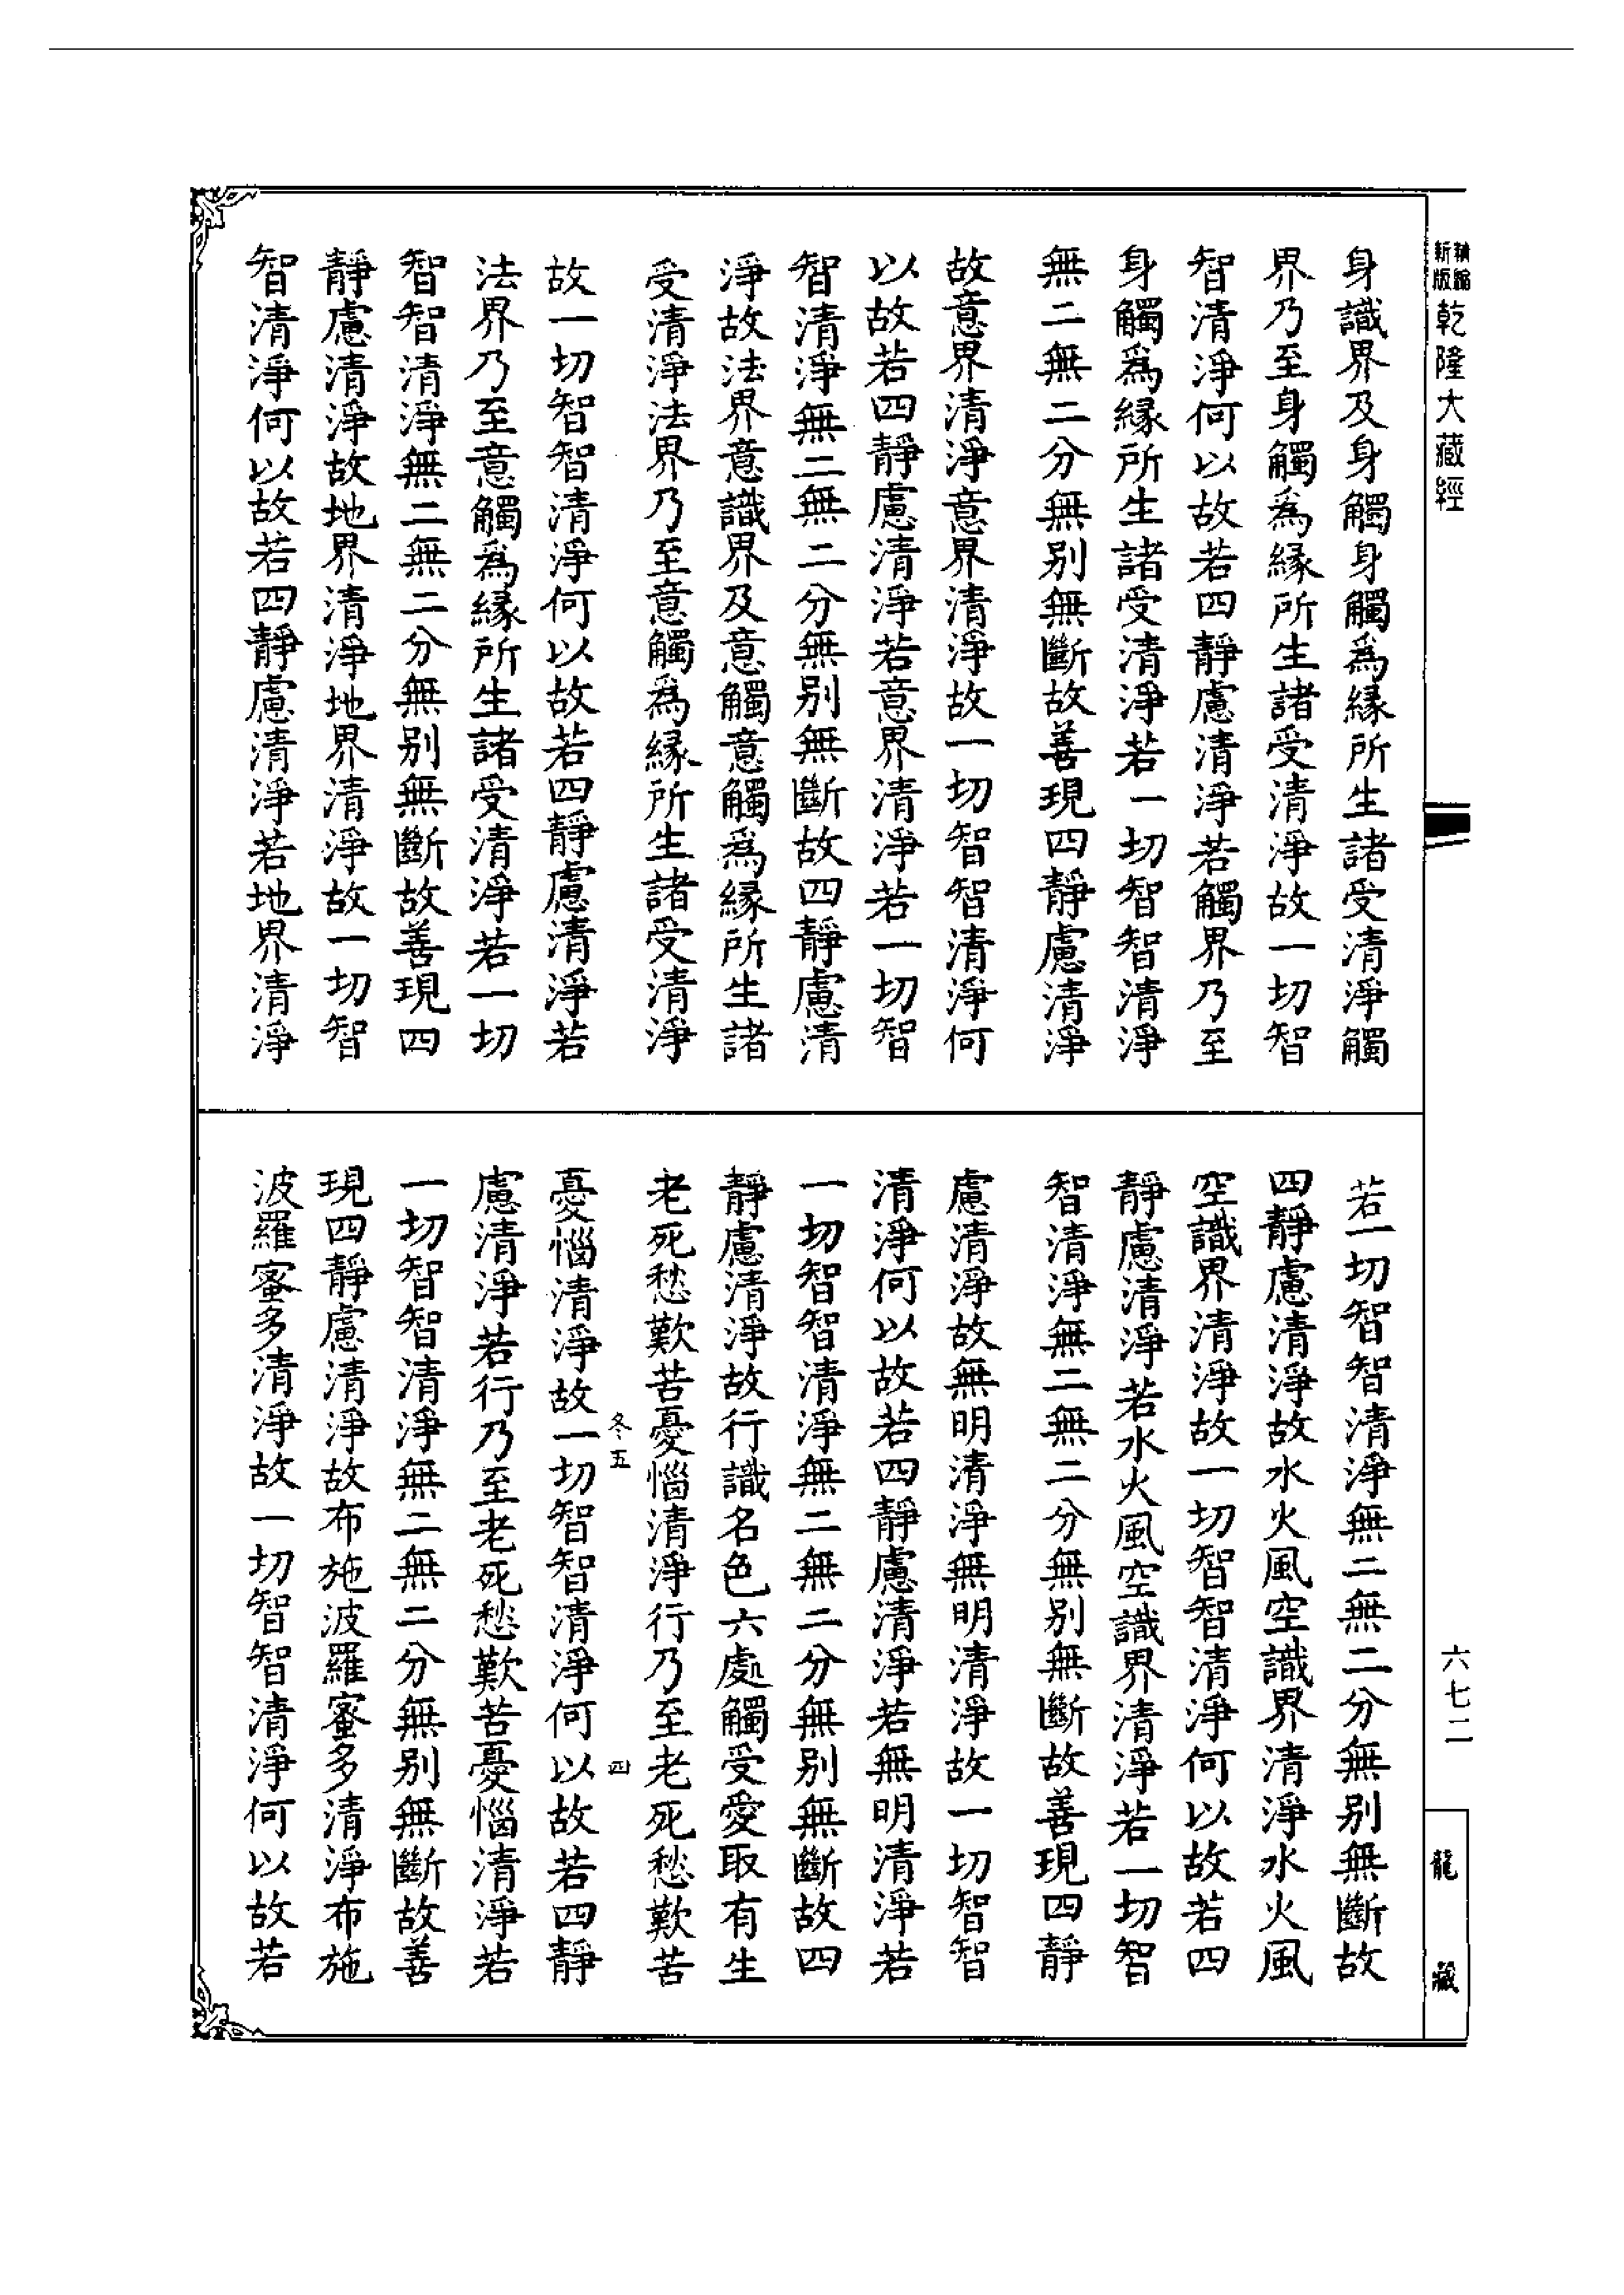 新版
精縮
乾隆大藏經
六七二
龍藏
身識界及身觸身觸為緣所生諸受清淨觸
界乃至身觸為緣所生諸受清淨故一切智
智清淨何以故若四靜慮清淨若觸界乃至
身觸為緣所生諸受清淨若一切智智清淨
無二無二分無別無斷故善現四靜慮清淨
故意界清淨意界清淨故一切智智清淨何
以故若四靜慮清淨若意界清淨若一切智
智清淨無二無二分無別無斷故四靜慮清
淨故法界意識界及意觸意觸為緣所生諸
受清淨法界乃至意觸為緣所生諸受清淨
故一切智智清淨何以故若四靜慮清淨若
法界乃至意觸為緣所生諸受清淨若一切
智智清淨無二無二分無別無斷故善現四
靜慮清淨故地界清淨地界清淨故一切智
智清淨何以故若四靜慮清淨若地界清淨
若一切智智清淨無二無二分無別無斷故
四靜慮清淨故水火風空識界清淨水火風
空識界清淨故一切智智清淨何以故若四
靜慮清淨若水火風空識界清淨若一切智
智清淨無二無二分無別無斷故善現四靜
慮清淨故無明清淨無明清淨故一切智智
清淨何以故若四靜慮清淨若無明清淨若
一切智智清淨無二無二分無別無斷故四
靜慮清淨故行識名色六處觸受愛取有生
老死愁歎苦憂惱清淨行乃至老死愁歎苦
冬五
四
憂惱清淨故一切智智清淨何以故若四靜
慮清淨若行乃至老死愁歎苦憂惱清淨若
一切智智清淨無二無二分無別無斷故善
現四靜慮清淨故布施波羅蜜多清淨布施
波羅蜜多清淨故一切智智清淨何以故若